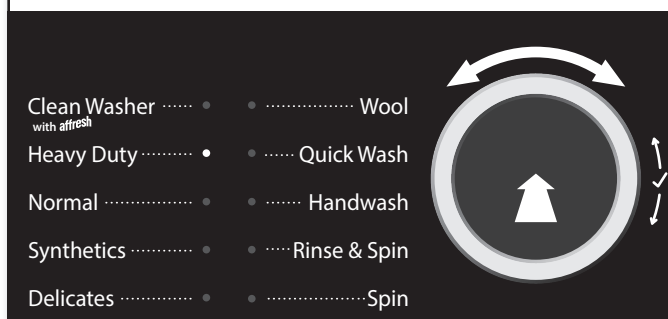 Clean Washer
with affresh
Heavy Duty
Normal
Synthetics
Delicates
Wool
Quick Wash
Handwash
Rinse & Spin
Spin